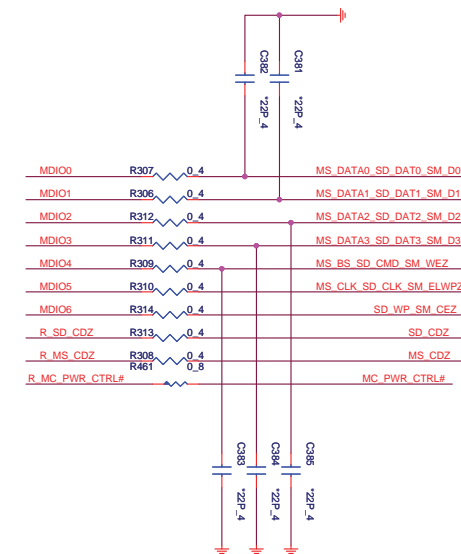 C382
C381
*22P_4
*22P_4
MDIO0 R307 0_4 MS_DATA0_SD_DAT0_SM_D0
MDIO1 R306 0_4 MS_DATA1_SD_DAT1_SM_D1
MDIO2 R312 0_4 MS_DATA2_SD_DAT2_SM_D2
MDIO3 R311 0_4 MS_DATA3_SD_DAT3_SM_D3
MDIO4 R309 0_4 MS_BS_SD_CMD_SM_WEZ
MDIO5 R310 0_4 MS_CLK_SD_CLK_SM_ELWPZ
MDIO6 R314 0_4 SD_WP_SM_CEZ
R_SD_CDZ R313 0_4 SD_CDZ
R_MS_CDZ R308 0_4 MS_CDZ
R_MC_PWR_CTRL# R461 0_8 MC_PWR_CTRL#
C383
C384
C385
*22P_4
*22P_4
*22P_4